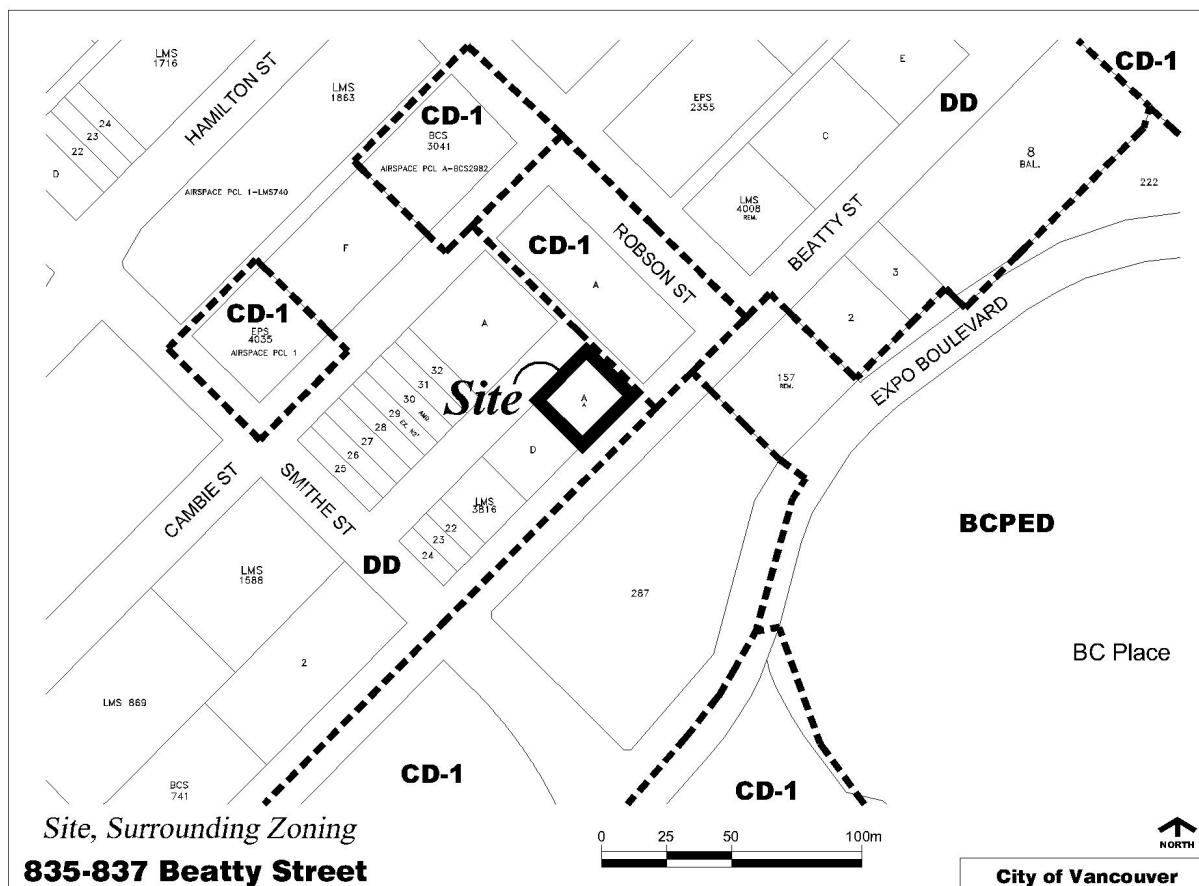 LMS
1716
HAMILTON ST
LMS
1863
CD-1
BCS
3041
AIRSPACE PCL A-BCS2982
EPS
2355
E
DD
CD-1
C
8
BAL.
222
24
23
22
D
AIRSPACE PCL 1-LMS740
LMS
4008
REM.
BEATTY ST
F
CD-1
ROBSON ST
A
3
2
CD-1
EPS
4035
AIRSPACE PCL 1
A
EXPO BOULEVARD
32
31
30
AMD
29
EX. N2'
28
27
26
25
Site
A
A
157
REM.
D
CAMBIE ST
SMITHE ST
LMS
3816
22
23
24
BCPED
DD
LMS
1588
287
2
BC Place
LMS 869
BCS
741
CD-1
CD-1
Site, Surrounding Zoning
835-837 Beatty Street
0 25 50 100m
NORTH
City of Vancouver